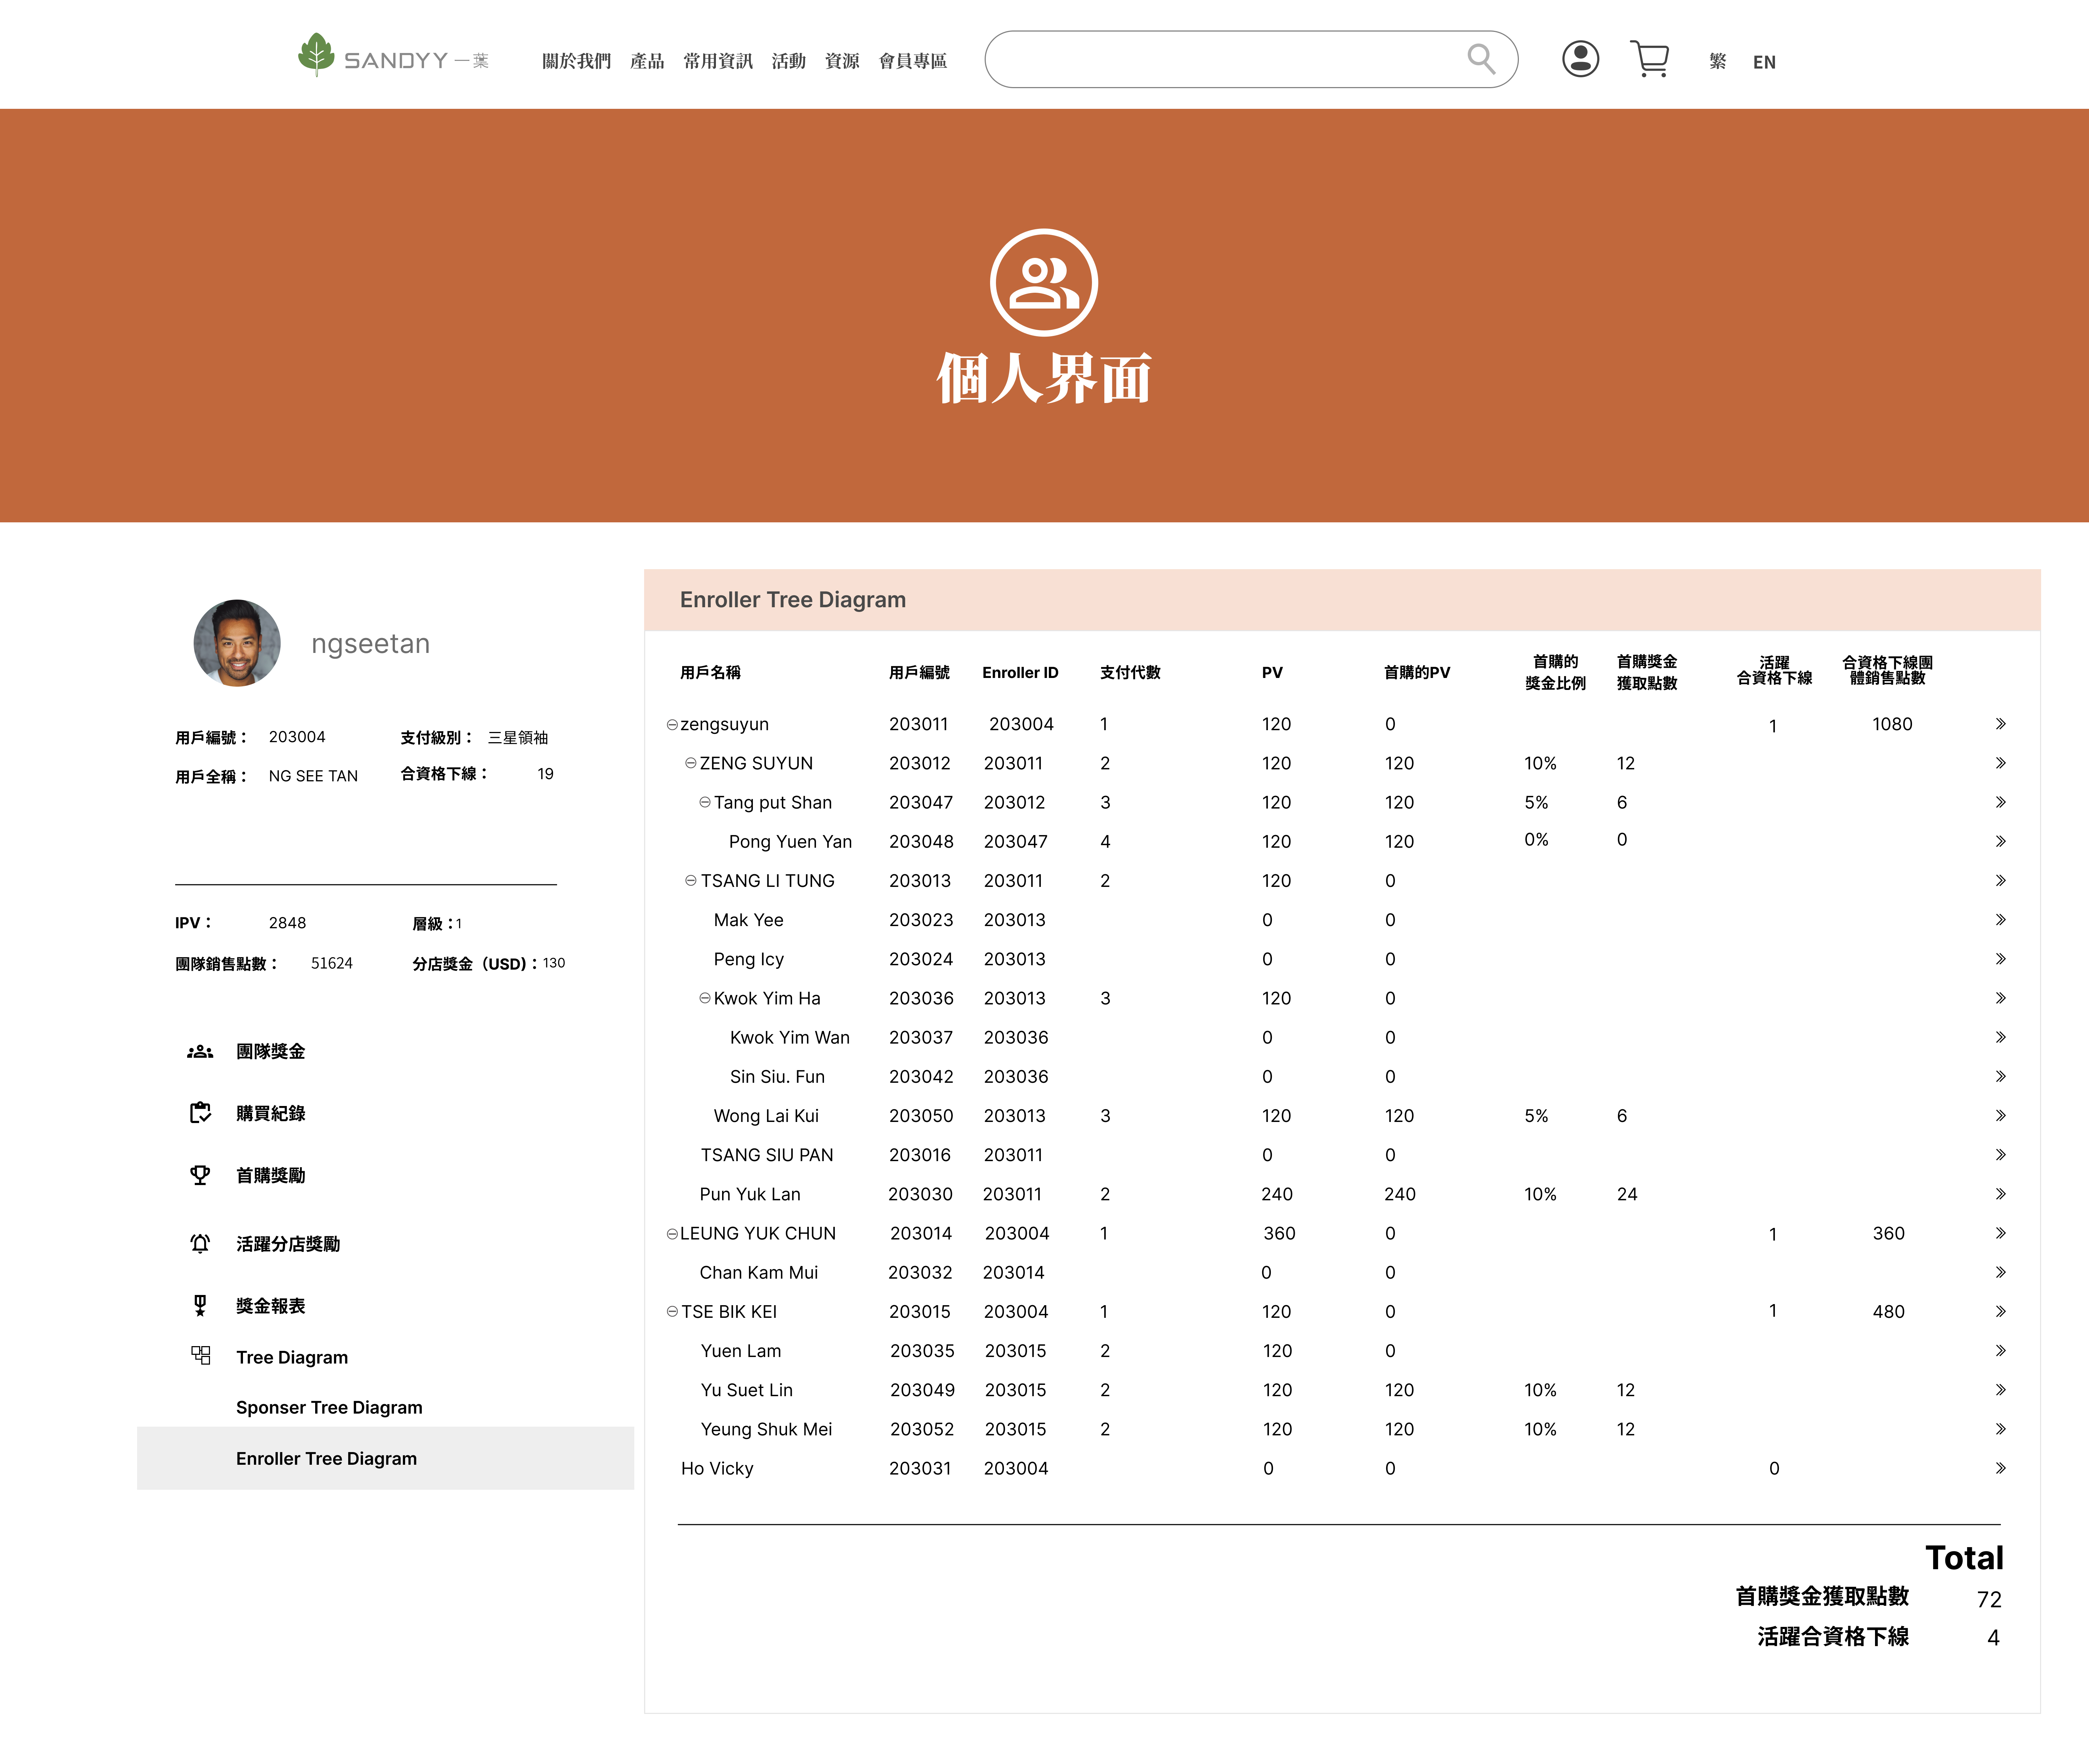 SANDYY 一葉 關於我們 產品 常用資訊 活動 資源 會員專區 繁 EN
個人界面
ngseetan
用戶編號： 203004 支付級別： 三星領袖
用戶全稱： NG SEE TAN 合資格下線： 19
IPV： 2848 層級：1
團隊銷售點數： 51624 分店獎金（USD)：130
團隊獎金
購買紀錄
首購獎勵
活躍分店獎勵
獎金報表
Tree Diagram
Sponser Tree Diagram
Enroller Tree Diagram
Enroller Tree Diagram
用戶名稱 用戶編號 Enroller ID 支付代數 PV 首購的PV 首購的 首購獎金 活躍 合資格下線團
獎金比例 獲取點數 合資格下線 體銷售點數
zengsuyun 203011 203004 1 120 0 1 1080
ZENG SUYUN 203012 203011 2 120 120 10% 12
Tang put Shan 203047 203012 3 120 120 5% 6
Pong Yuen Yan 203048 203047 4 120 120 0% 0
TSANG LI TUNG 203013 203011 2 120 0
Mak Yee 203023 203013 0 0
Peng Icy 203024 203013 0 0
Kwok Yim Ha 203036 203013 3 120 0
Kwok Yim Wan 203037 203036 0 0
Sin Siu. Fun 203042 203036 0 0
Wong Lai Kui 203050 203013 3 120 120 5% 6
TSANG SIU PAN 203016 203011 0 0
Pun Yuk Lan 203030 203011 2 240 240 10% 24
LEUNG YUK CHUN 203014 203004 1 360 0 1 360
Chan Kam Mui 203032 203014 0 0
TSE BIK KEI 203015 203004 1 120 0 1 480
Yuen Lam 203035 203015 2 120 0
Yu Suet Lin 203049 203015 2 120 120 10% 12
Yeung Shuk Mei 203052 203015 2 120 120 10% 12
Ho Vicky 203031 203004 0 0 0
Total
首購獎金獲取點數 72
活躍合資格下線 4